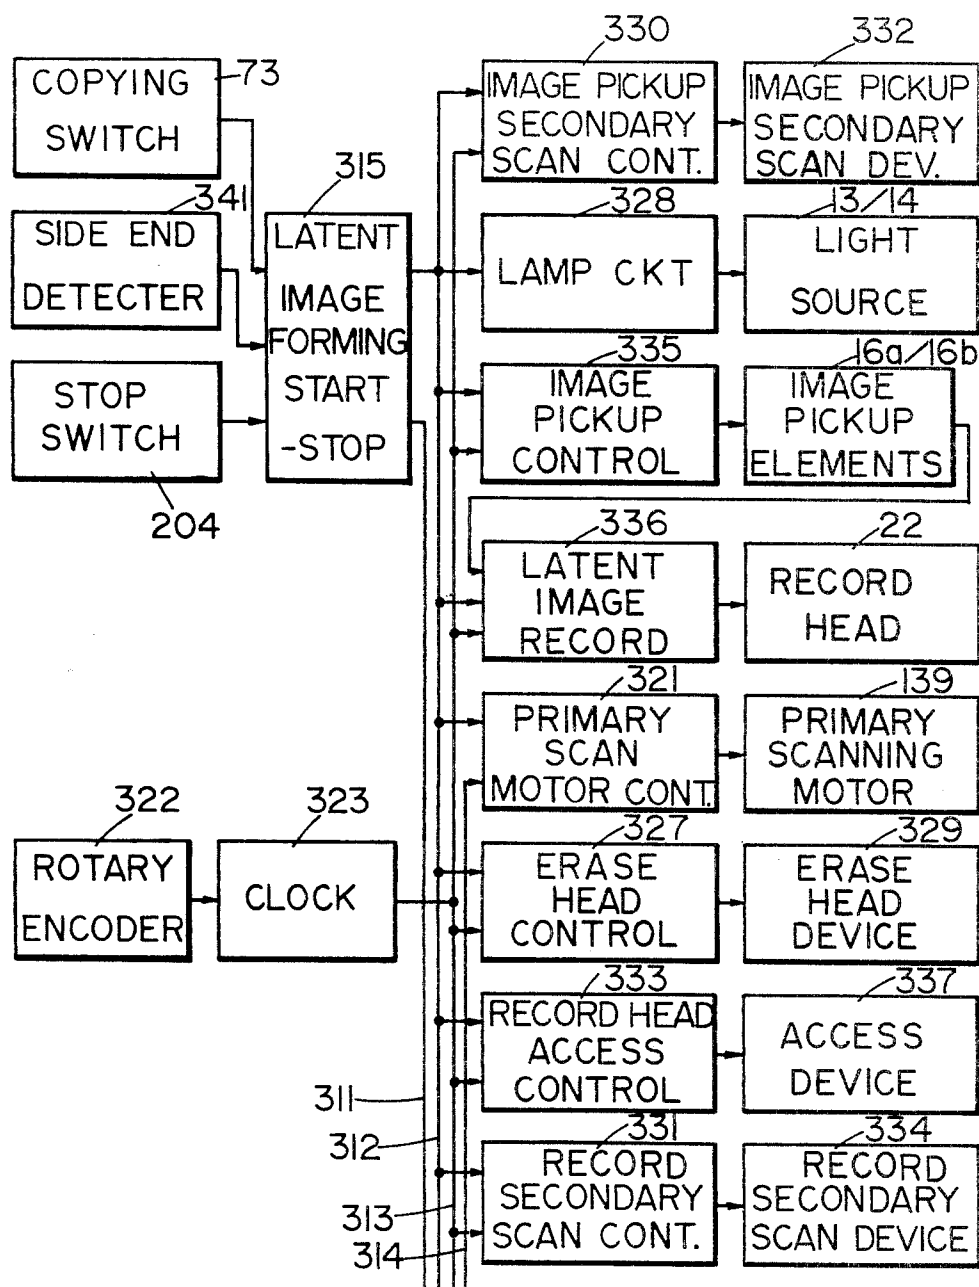 73
COPYING
SWITCH
341
SIDE END
DETECTER
STOP
SWITCH
204
315
LATENT
IMAGE
FORMING
START
-STOP
322
ROTARY
ENCODER
323
CLOCK
311
312
313
314
330
IMAGE PICKUP
SECONDARY
SCAN CONT.
332
IMAGE PICKUP
SECONDARY
SCAN DEV.
328
LAMP CKT
13/14
LIGHT
SOURCE
335
IMAGE
PICKUP
CONTROL
16a/16b
IMAGE
PICKUP
ELEMENTS
336
LATENT
IMAGE
RECORD
22
RECORD
HEAD
321
PRIMARY
SCAN
MOTOR CONT.
139
PRIMARY
SCANNING
MOTOR
327
ERASE
HEAD
CONTROL
329
ERASE
HEAD
DEVICE
333
RECORD HEAD
ACCESS
CONTROL
337
ACCESS
DEVICE
331
RECORD
SECONDARY
SCAN CONT.
334
RECORD
SECONDARY
SCAN DEVICE